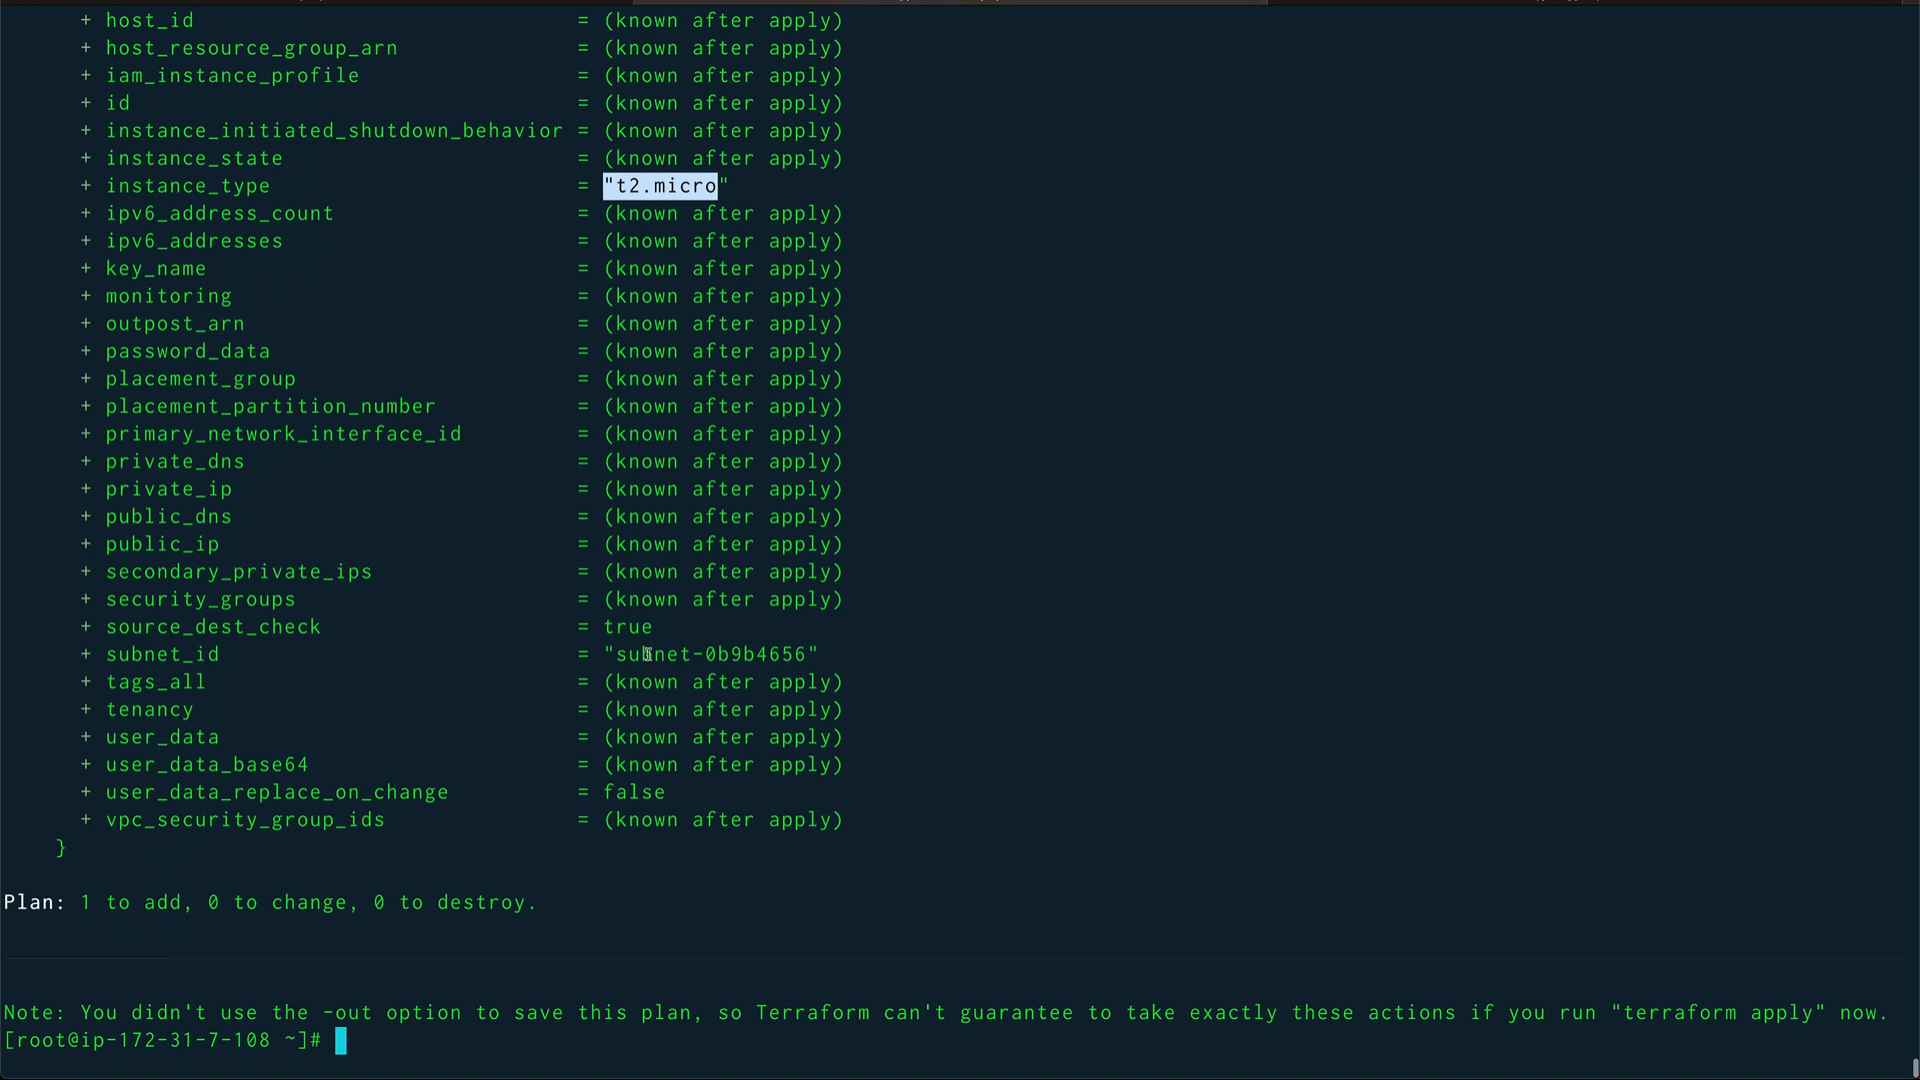 + host_id = (known after apply)
+ host_resource_group_arn = (known after apply)
+ iam_instance_profile = (known after apply)
+ id = (known after apply)
+ instance_initiated_shutdown_behavior = (known after apply)
+ instance_state = (known after apply)
+ instance_type = "t2.micro"
+ ipv6_address_count = (known after apply)
+ ipv6_addresses = (known after apply)
+ key_name = (known after apply)
+ monitoring = (known after apply)
+ outpost_arn = (known after apply)
+ password_data = (known after apply)
+ placement_group = (known after apply)
+ placement_partition_number = (known after apply)
+ primary_network_interface_id = (known after apply)
+ private_dns = (known after apply)
+ private_ip = (known after apply)
+ public_dns = (known after apply)
+ public_ip = (known after apply)
+ secondary_private_ips = (known after apply)
+ security_groups = (known after apply)
+ source_dest_check = true
+ subnet_id = "subnet-0b9b4656"
+ tags_all = (known after apply)
+ tenancy = (known after apply)
+ user_data = (known after apply)
+ user_data_base64 = (known after apply)
+ user_data_replace_on_change = false
+ vpc_security_group_ids = (known after apply)
}
Plan: 1 to add, 0 to change, 0 to destroy.
Note: You didn't use the -out option to save this plan, so Terraform can't guarantee to take exactly these actions if you run "terraform apply" now.
[root@ip-172-31-7-108 ~]#